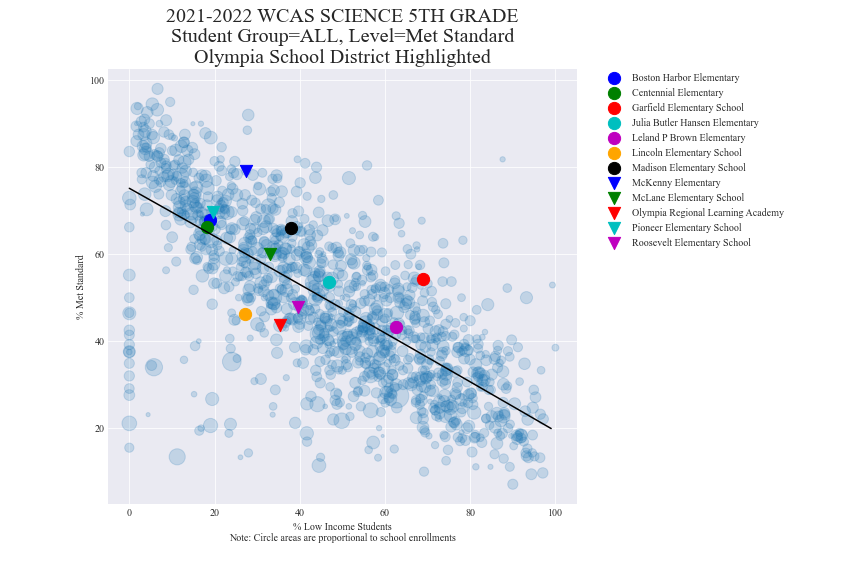 2021-2022 WCAS SCIENCE 5TH GRADE
Student Group=ALL, Level=Met Standard
Olympia School District Highlighted
Boston Harbor Elementary
Centennial Elementary
Garfield Elementary School
Julia Butler Hansen Elementary
Leland P Brown Elementary
Lincoln Elementary School
Madison Elementary School
McKenny Elementary
McLane Elementary School
Olympia Regional Learning Academy
Pioneer Elementary School
Roosevelt Elementary School
% Met Standard
100
80
60
40
20
0 20 40 60 80 100
% Low Income Students
Note: Circle areas are proportional to school enrollments